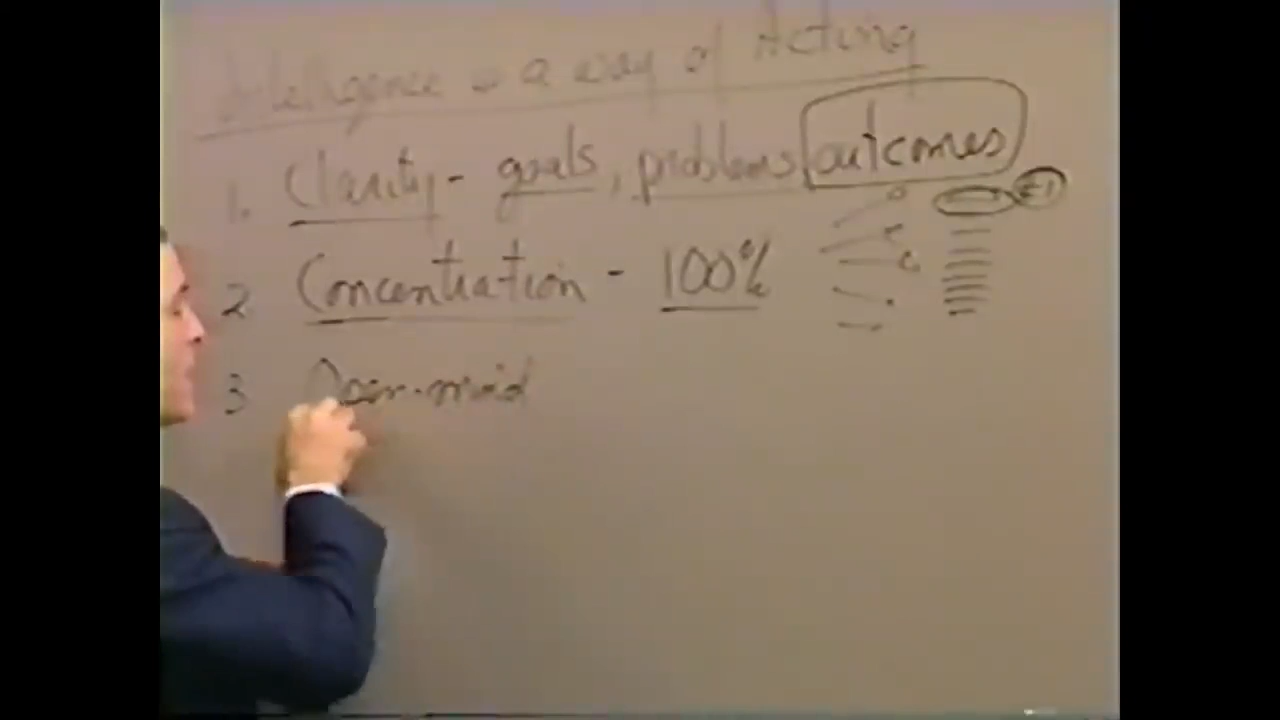 Intelligence is a way of Acting
1. Clarity - goals, problems outcomes
2 Concentration - 100%
3 Open-mind